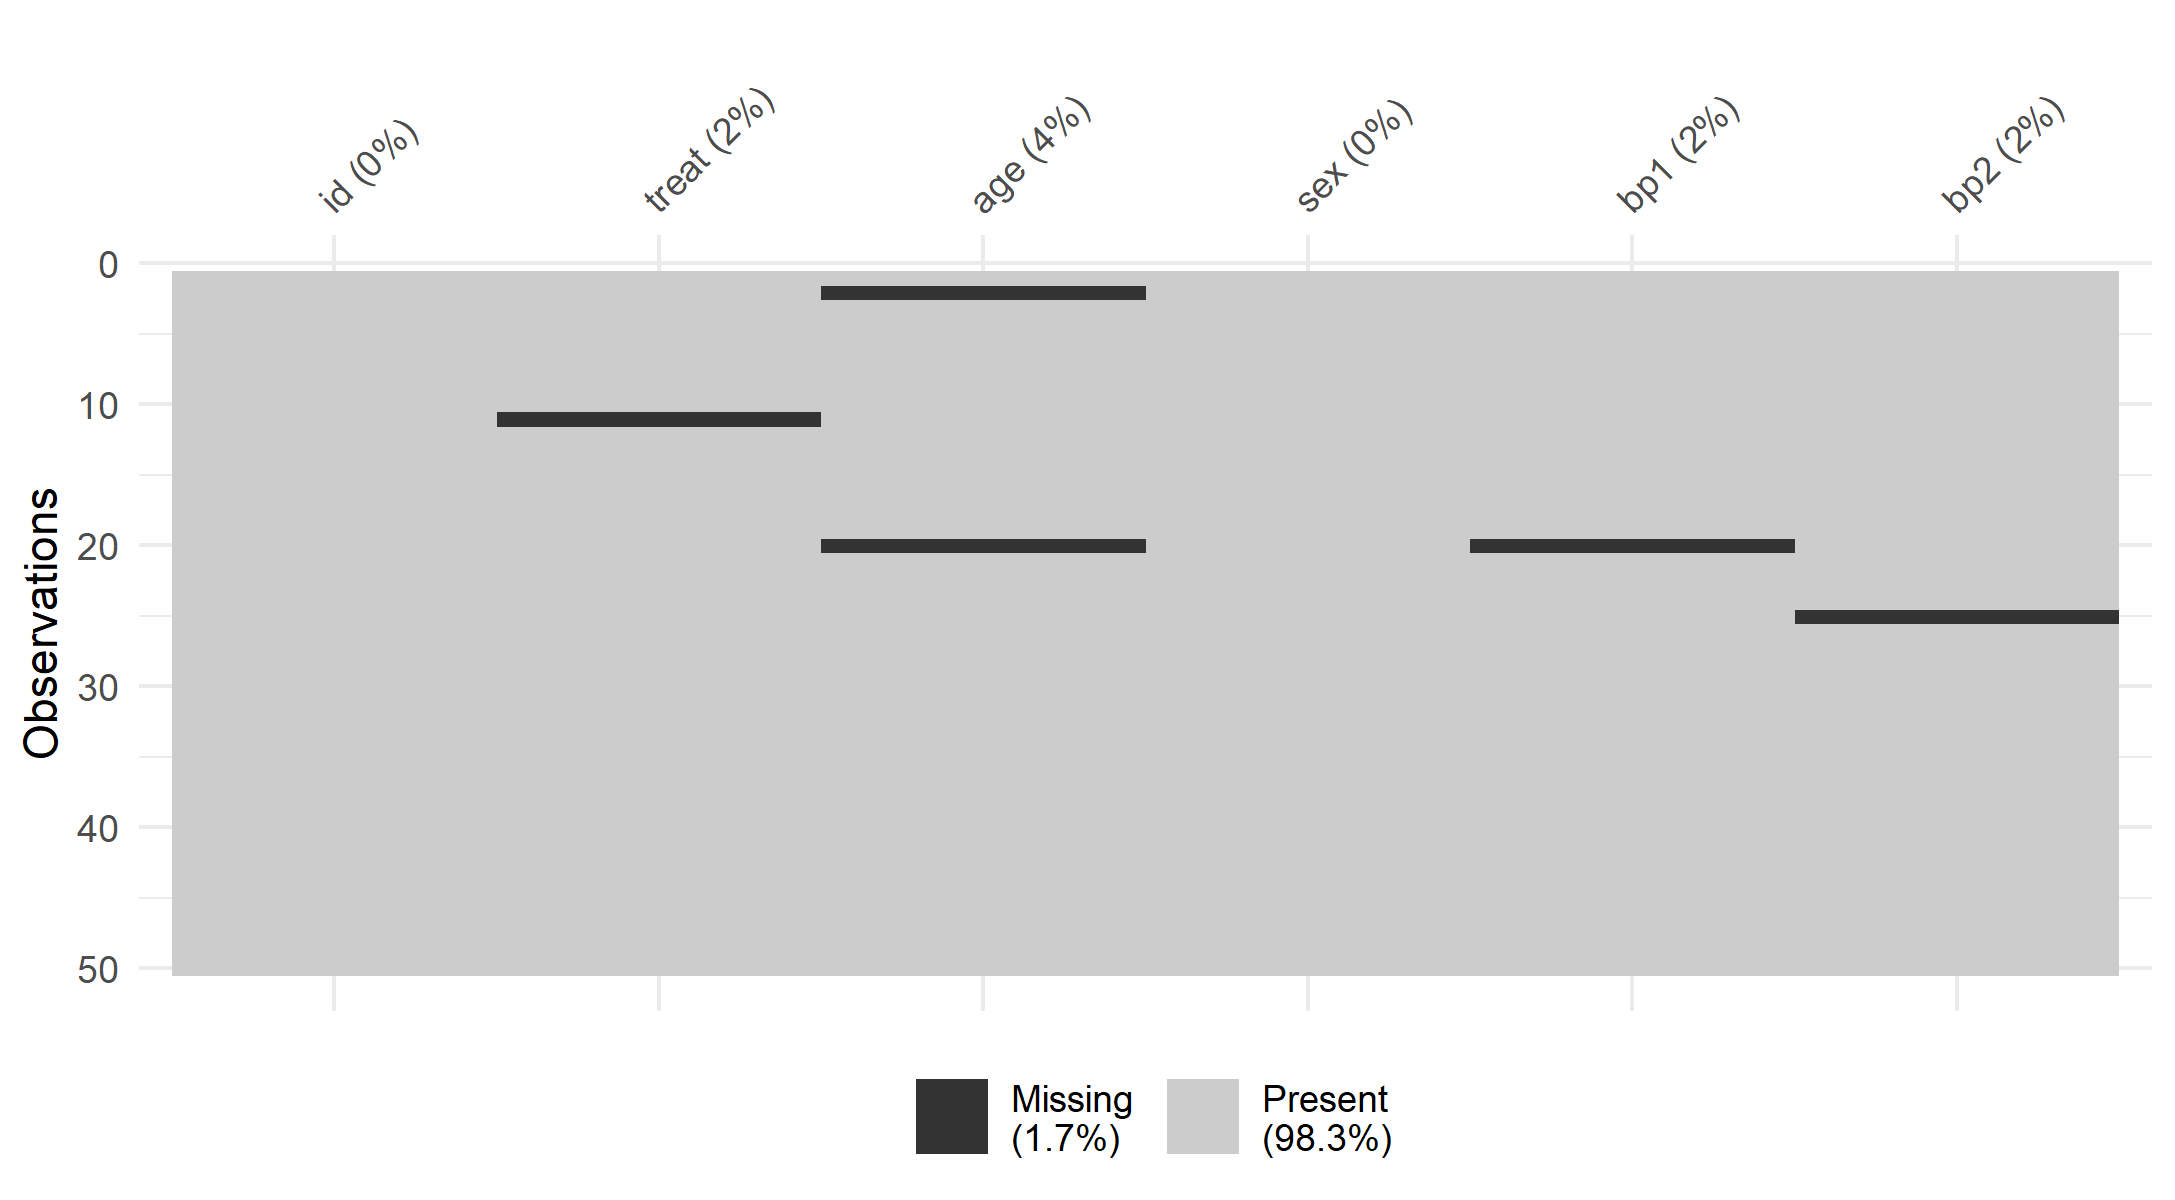 id (0%)
treat (2%)
age (4%)
sex (0%)
bp1 (2%)
bp2 (2%)
0
10
20
30
40
50
Observations
Missing
(1.7%)
Present
(98.3%)